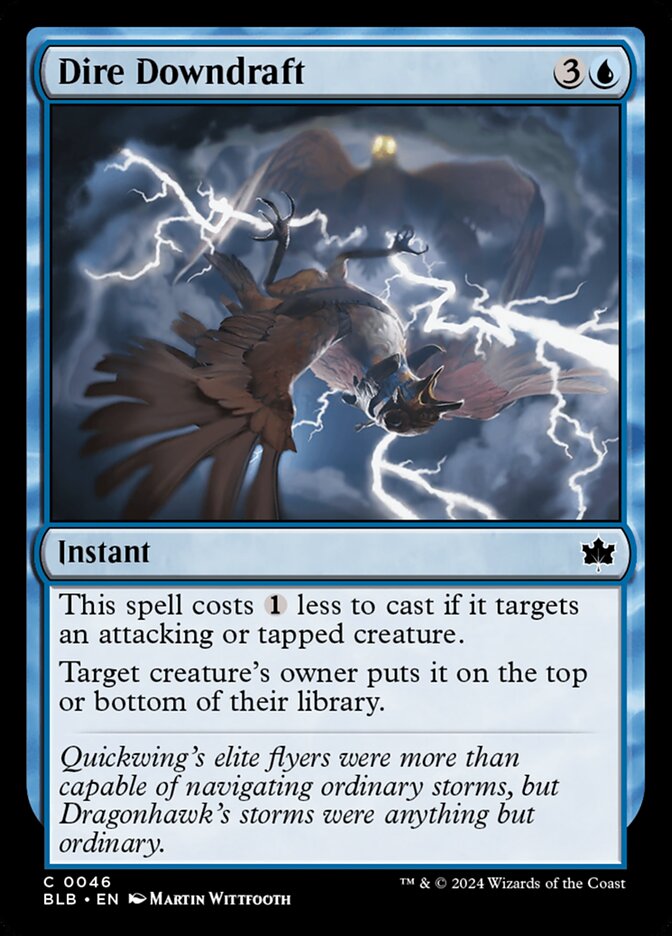 Dire Downdraft 3
Instant
This spell costs 1 less to cast if it targets
an attacking or tapped creature.
Target creature's owner puts it on the top
or bottom of their library.
Quickwing's elite flyers were more than
capable of navigating ordinary storms, but
Dragonhawk's storms were anything but
ordinary.
C 0046
BLB • EN Martin Wittfooth
™ & © 2024 Wizards of the Coast